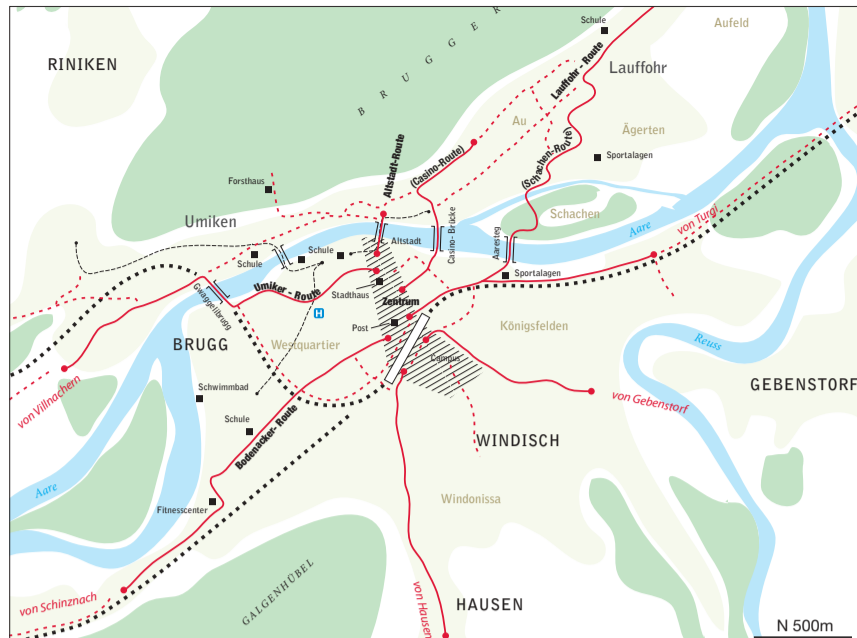 Schule
Aufeld
RINIKEN
BRUGGER
Lauffohr - Route
Lauffohr
Au
Ägerten
Altstadt-Route
(Casino-Route)
(Schachen-Route)
Sportalagen
Forsthaus
Umiken
Schachen
Aare
von Turgi
Casino- Brücke
Altstadt
Schule
Schule
Aaresteg
Sportalagen
Gwaggelibrugg
Umiker - Route
Stadthaus
Zentrum
H
Post
Königsfelden
Reuss
BRUGG
Westquartier
Campus
GEBENSTORF
von Villnachern
Schwimmbad
von Gebenstorf
Schule
Bodenacker- Route
WINDISCH
Aare
Windonissa
Fitnesscenter
GALGENHÜBEL
von Schinznach
von Hausen
HAUSEN
N 500m